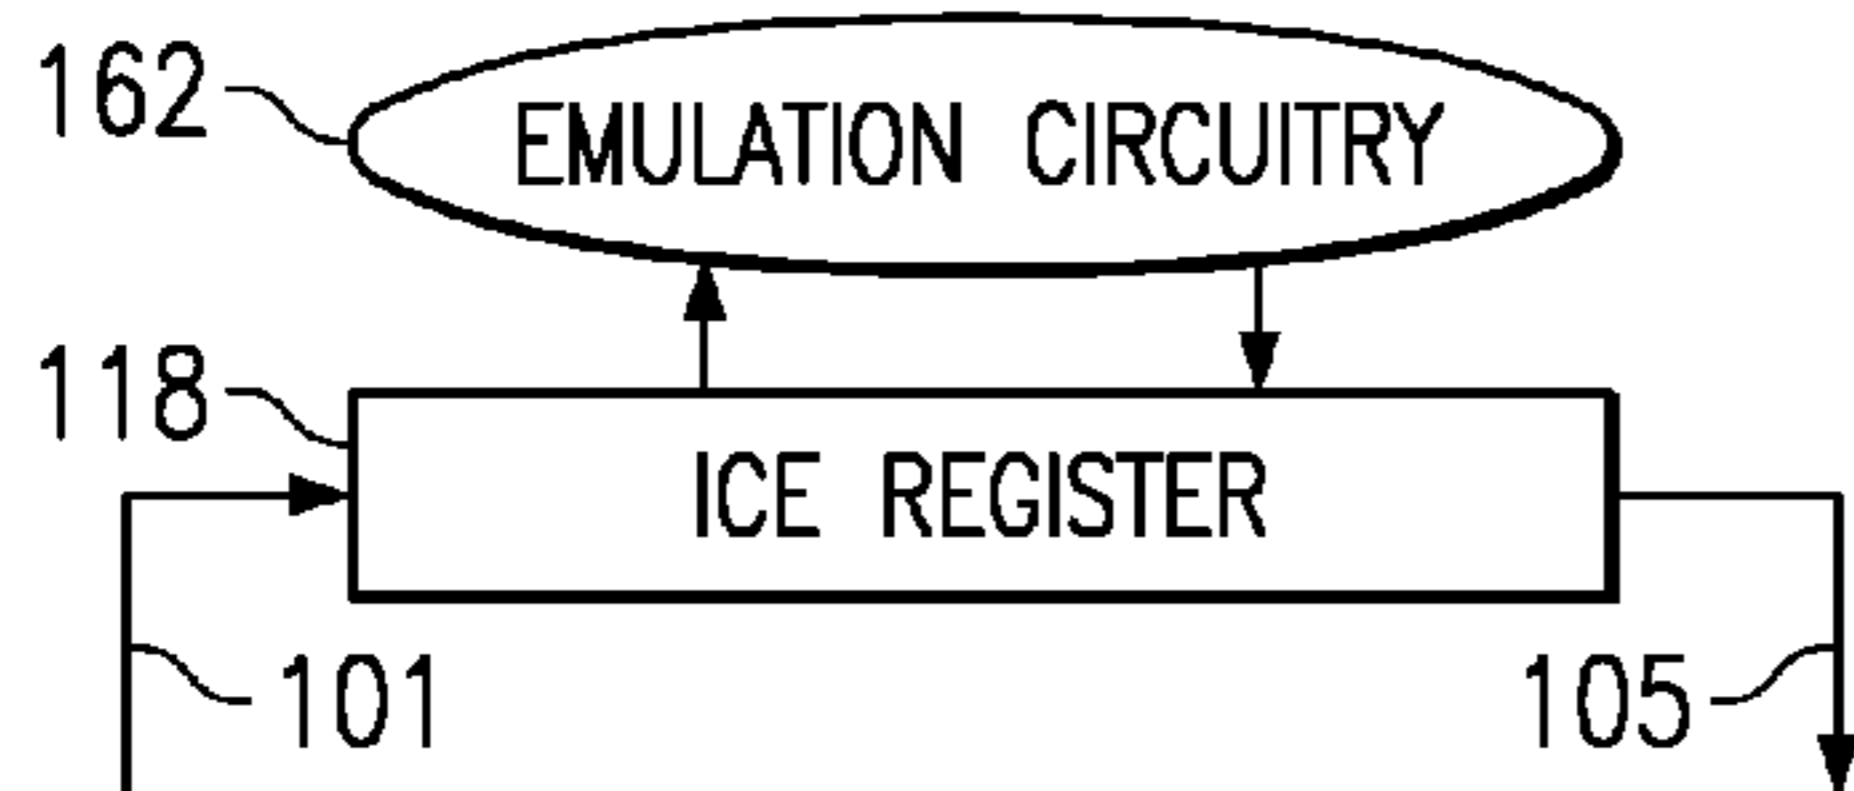 162
EMULATION CIRCUITRY
118
ICE REGISTER
101
105